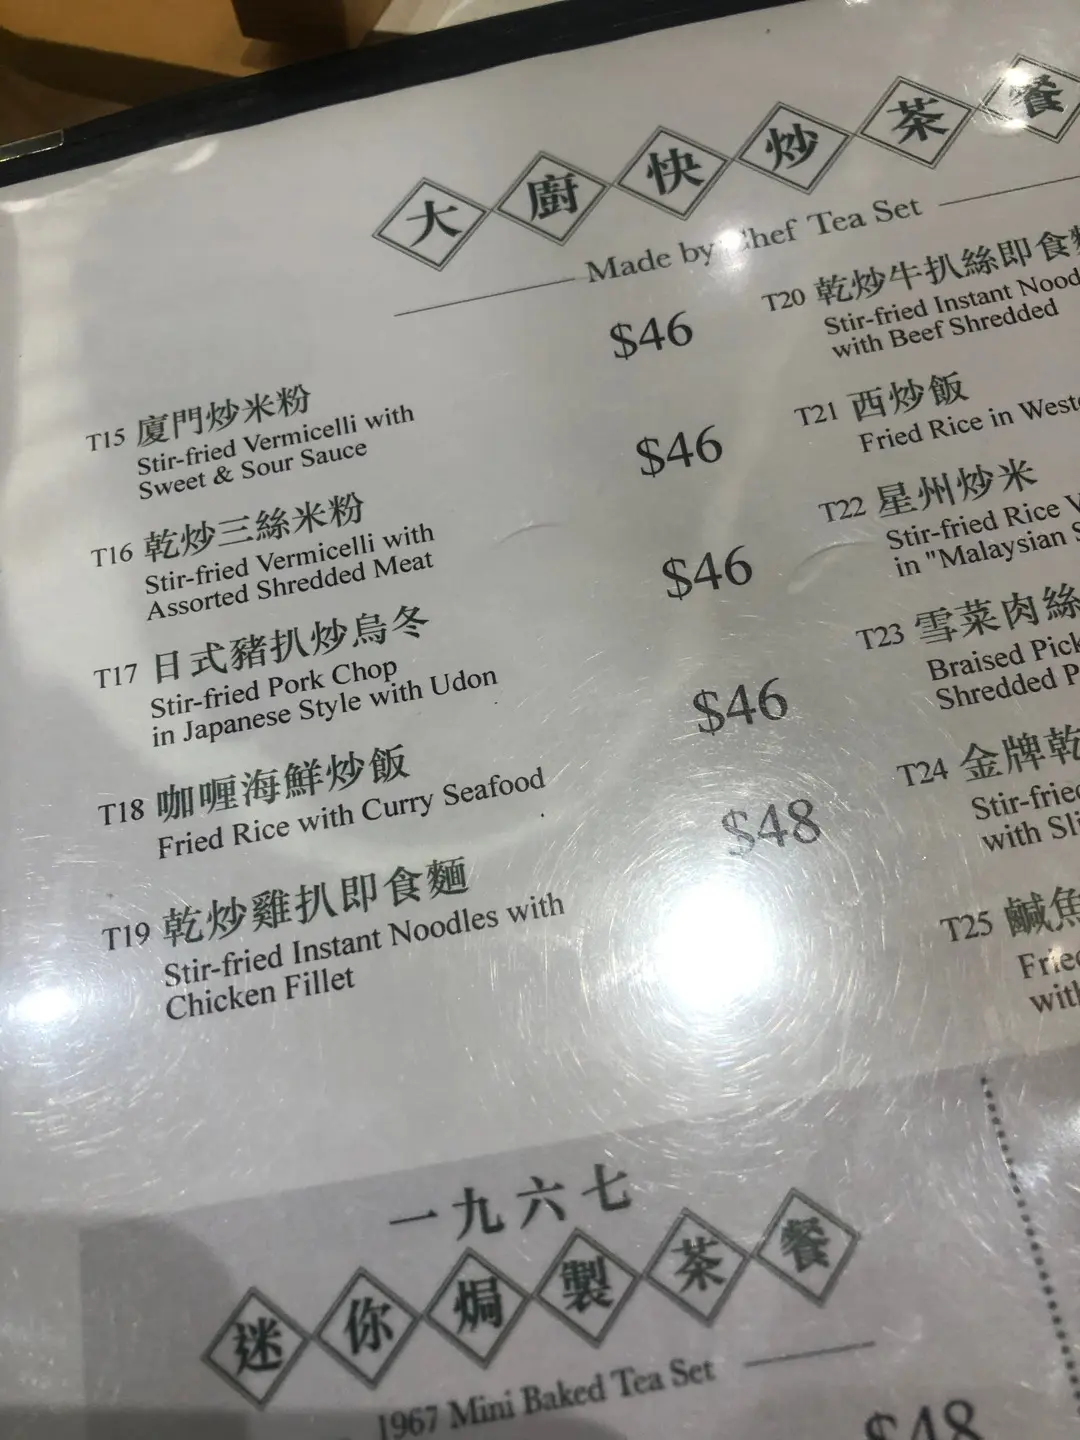 大廚快炒茶餐
Made by Chef Tea Set
T15 廈門炒米粉 $46
Stir-fried Vermicelli with
Sweet & Sour Sauce
T16 乾炒三絲米粉 $46
Stir-fried Vermicelli with
Assorted Shredded Meat
T17 日式豬扒炒烏冬 $46
Stir-fried Pork Chop
in Japanese Style with Udon
T18 咖喱海鮮炒飯 $46
Fried Rice with Curry Seafood
T19 乾炒雞扒即食麵 $48
Stir-fried Instant Noodles with
Chicken Fillet
T20 乾炒牛扒絲即食
Stir-fried Instant
with Beef Shredded
T21 西炒飯
Fried Rice in
T22 星州炒米
Stir-fried Rice
in "Malaysian
T23 雪菜肉絲
Braised
Shredded
T24 金牌乾
with
T25 鹹魚
一九六七
迷你焗製茶餐
1967 Mini Baked Tea Set
$48